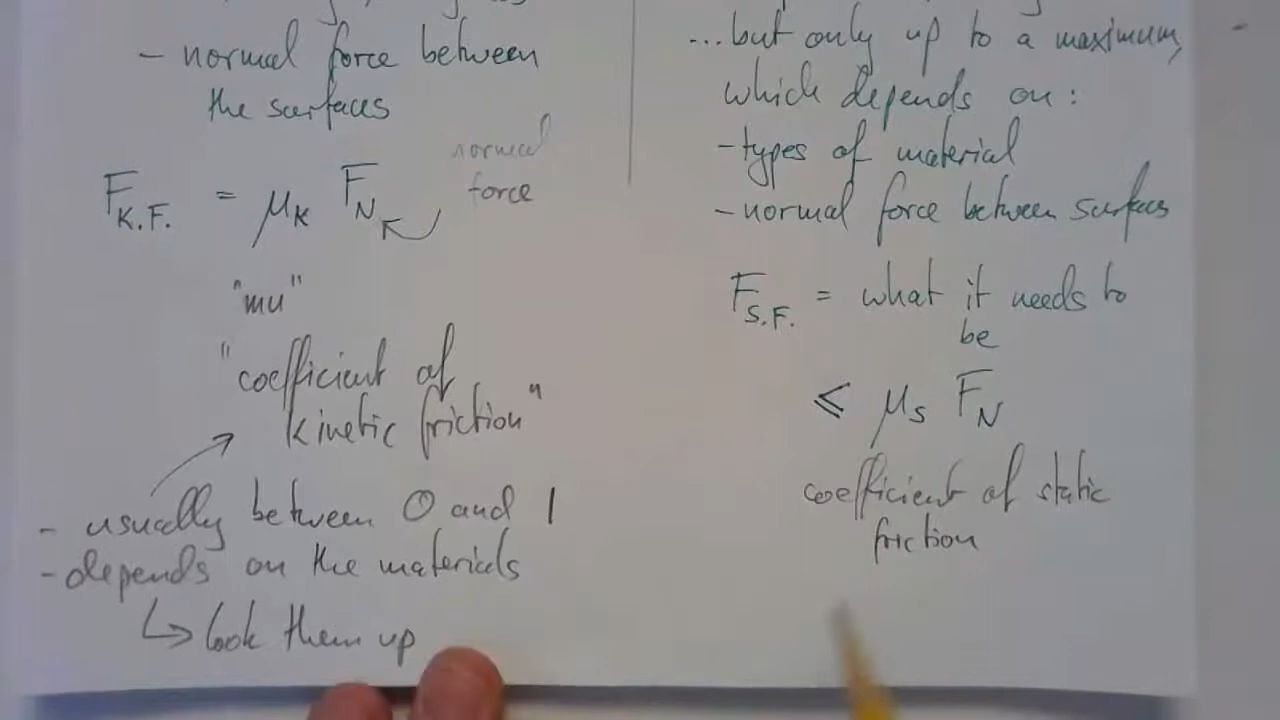 - normal force between
the surfaces
F_K.F. = μ_K F_N
normal
force
"mu"
"coefficient of
kinetic friction"
- usually between 0 and 1
- depends on the materials
↳ look them up
...but only up to a maximum,
which depends on:
- types of material
- normal force between surfaces
F_S.F. = what it needs to
be
≤ μ_S F_N
coefficient of static
friction